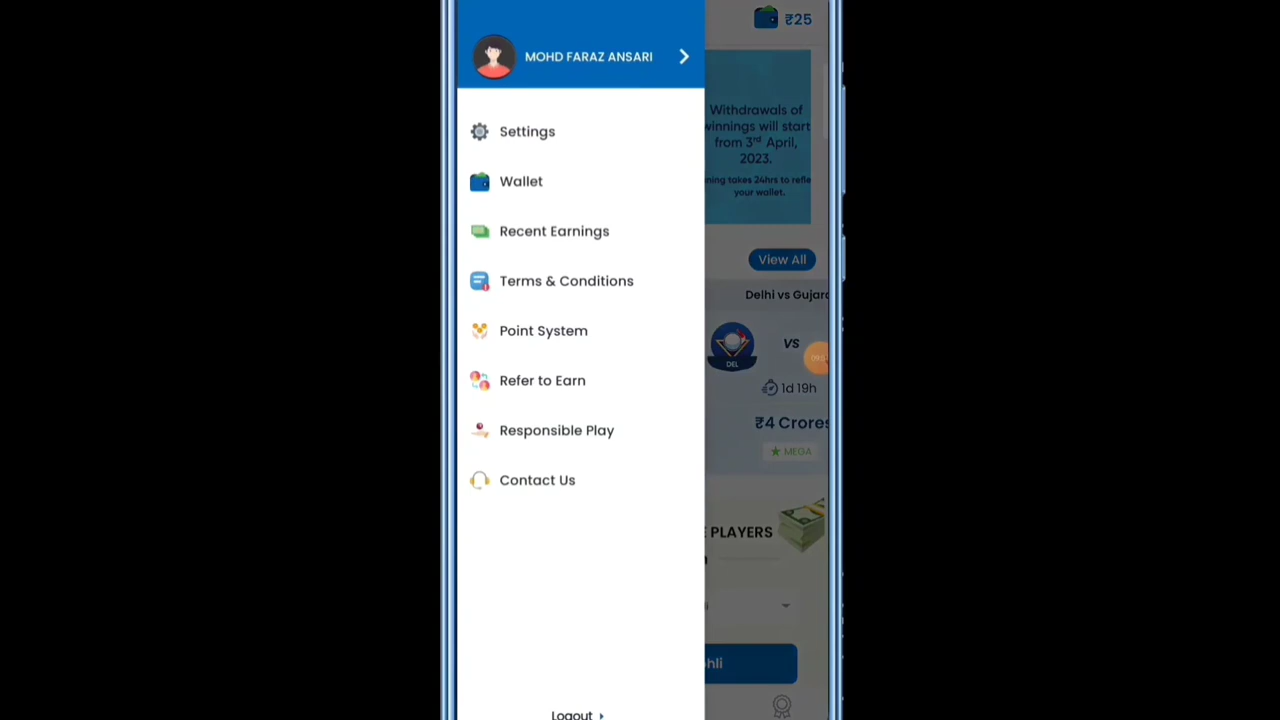 ₹25
MOHD FARAZ ANSARI
Withdrawals of
winnings will start
from 3rd April,
2023.
your wallet.
Settings
Wallet
Recent Earnings
Terms & Conditions
Point System
Refer to Earn
Responsible Play
Contact Us
View All
Delhi vs
DEL
VS
1d 19h
₹4 Crores
MEGA
PLAYERS
Logout